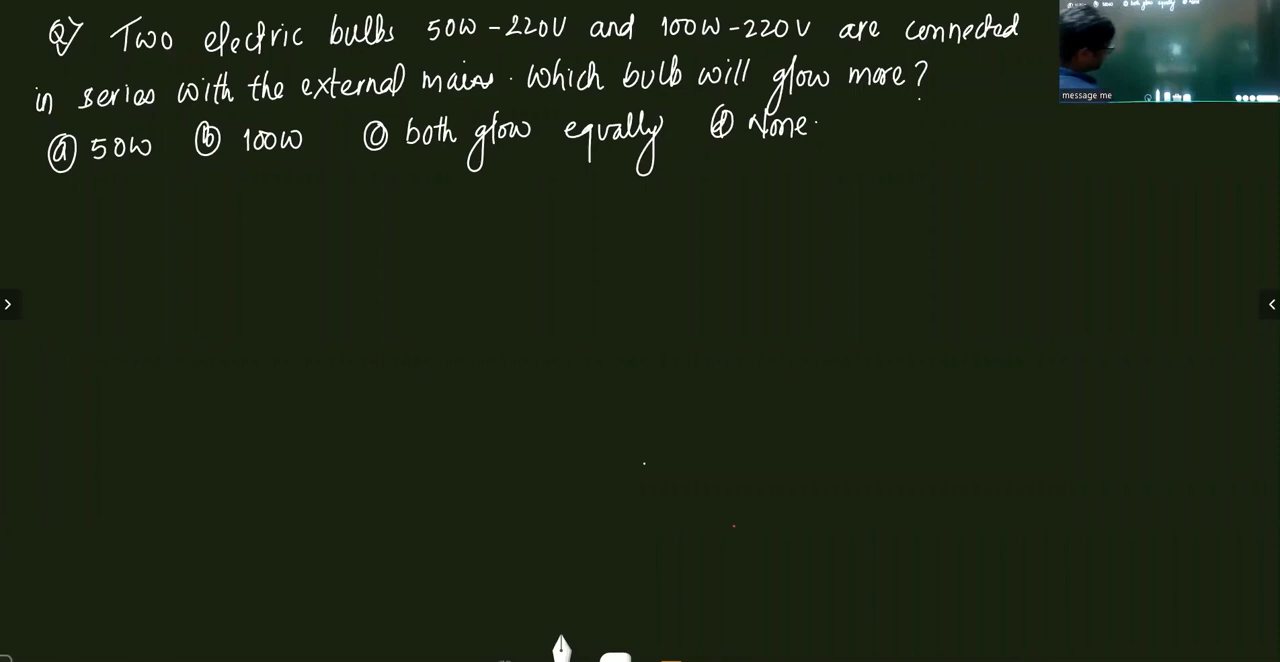 Q) Two electric bulbs 50W-220V and 100W-220V are connected
in series with the external mains. Which bulb will glow more?
(a) 50W (b) 100W (c) both glow equally (d) None.
message me